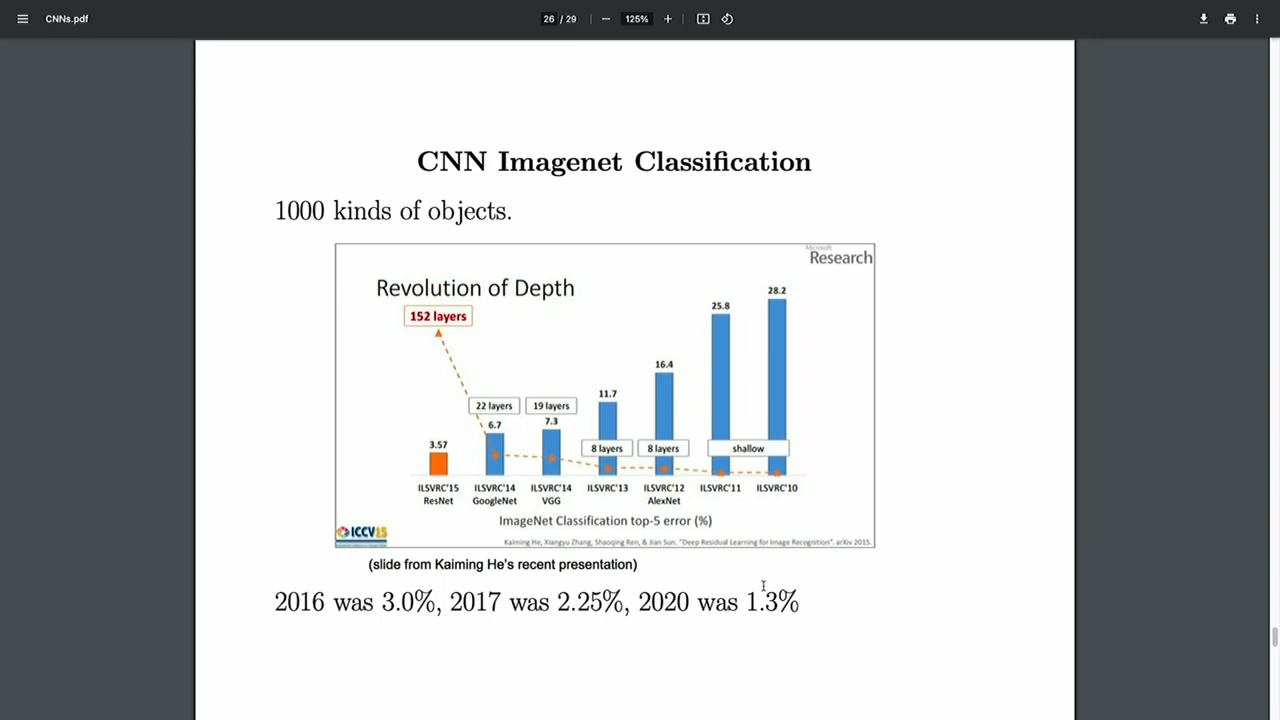 CNNs.pdf
26 / 29
125%
CNN Imagenet Classification
1000 kinds of objects.
Microsoft
Research
Revolution of Depth
152 layers
28.2
25.8
16.4
11.7
22 layers
19 layers
6.7
7.3
3.57
8 layers
8 layers
shallow
ILSVRC'15
ResNet
ILSVRC'14
GoogleNet
ILSVRC'14
VGG
ILSVRC'13
ILSVRC'12
AlexNet
ILSVRC'11
ILSVRC'10
ImageNet Classification top-5 error (%)
ICCV15
Kaiming He, Xiangyu Zhang, Shaoqing Ren, & Jian Sun. "Deep Residual Learning for Image Recognition". arXiv 2015.
(slide from Kaiming He's recent presentation)
2016 was 3.0%, 2017 was 2.25%, 2020 was 1.3%